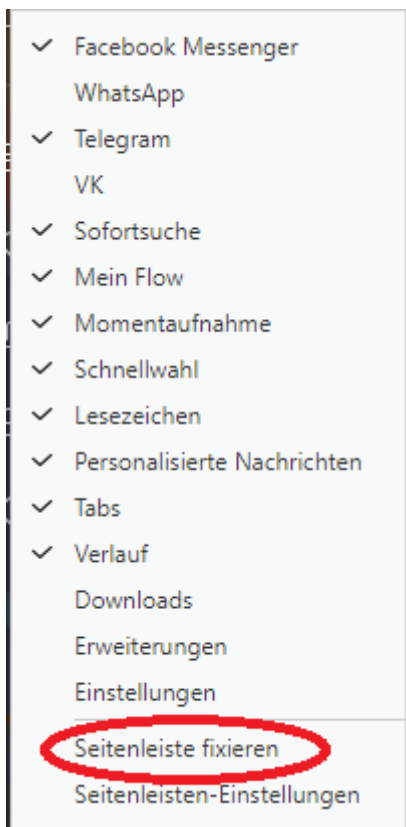 Facebook Messenger
WhatsApp
Telegram
VK
Sofortsuche
Mein Flow
Momentaufnahme
Schnellwahl
Lesezeichen
Personalisierte Nachrichten
Tabs
Verlauf
Downloads
Erweiterungen
Einstellungen
Seitenleiste fixieren
Seitenleisten-Einstellungen